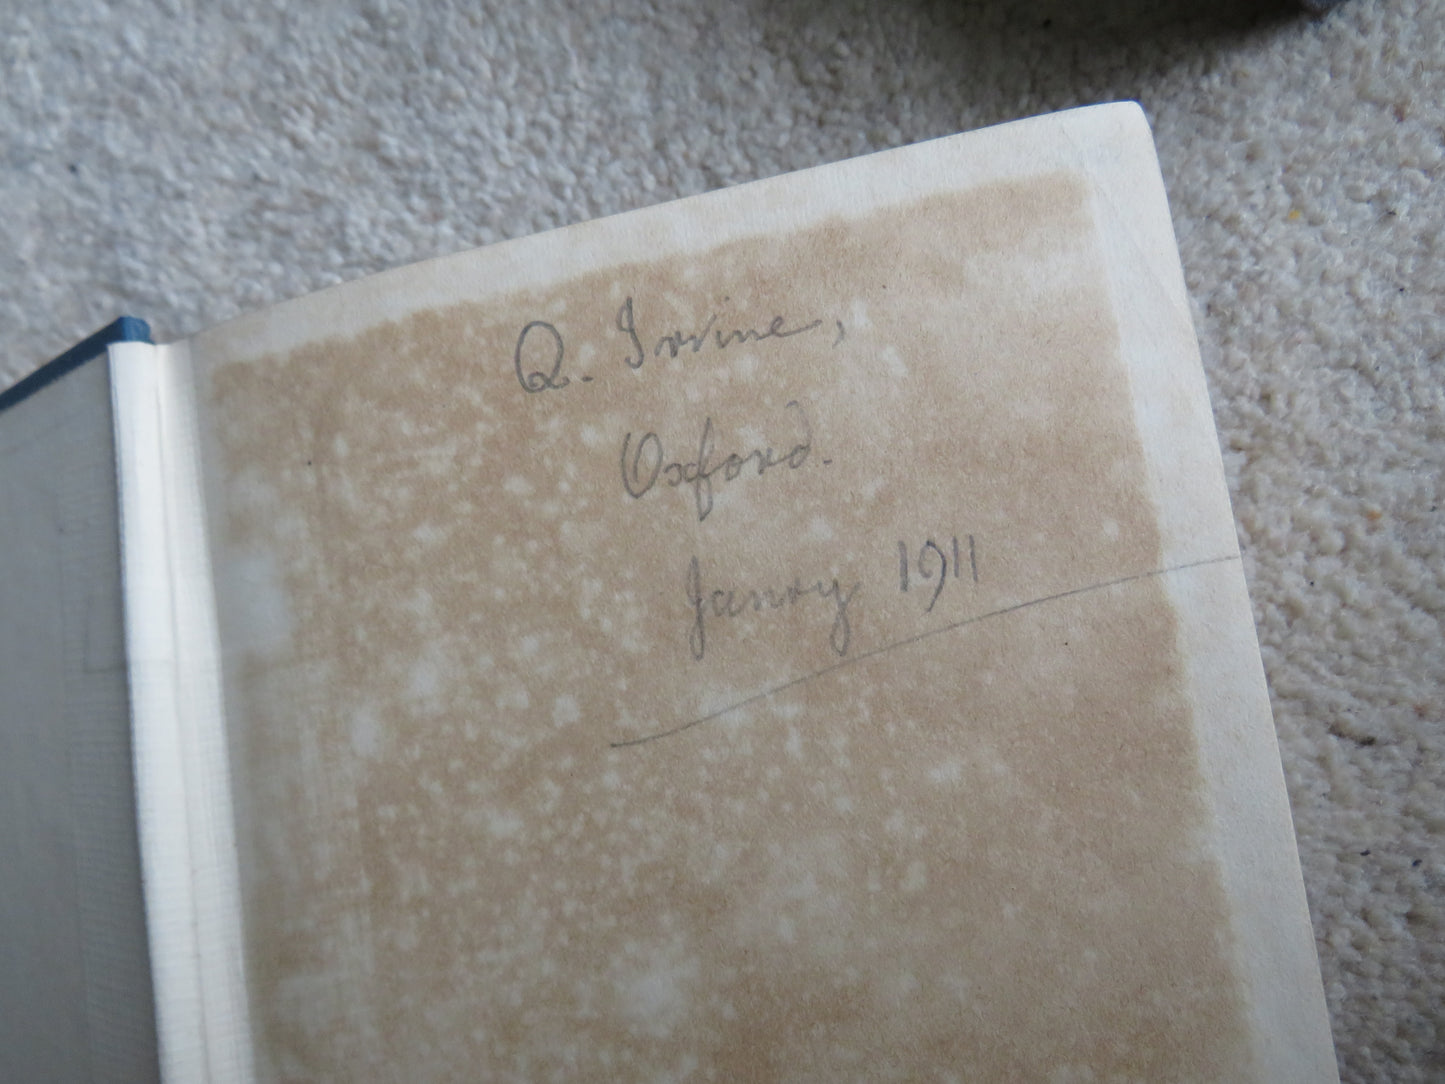 Q. Irvine,
Oxford.
Janry 1911